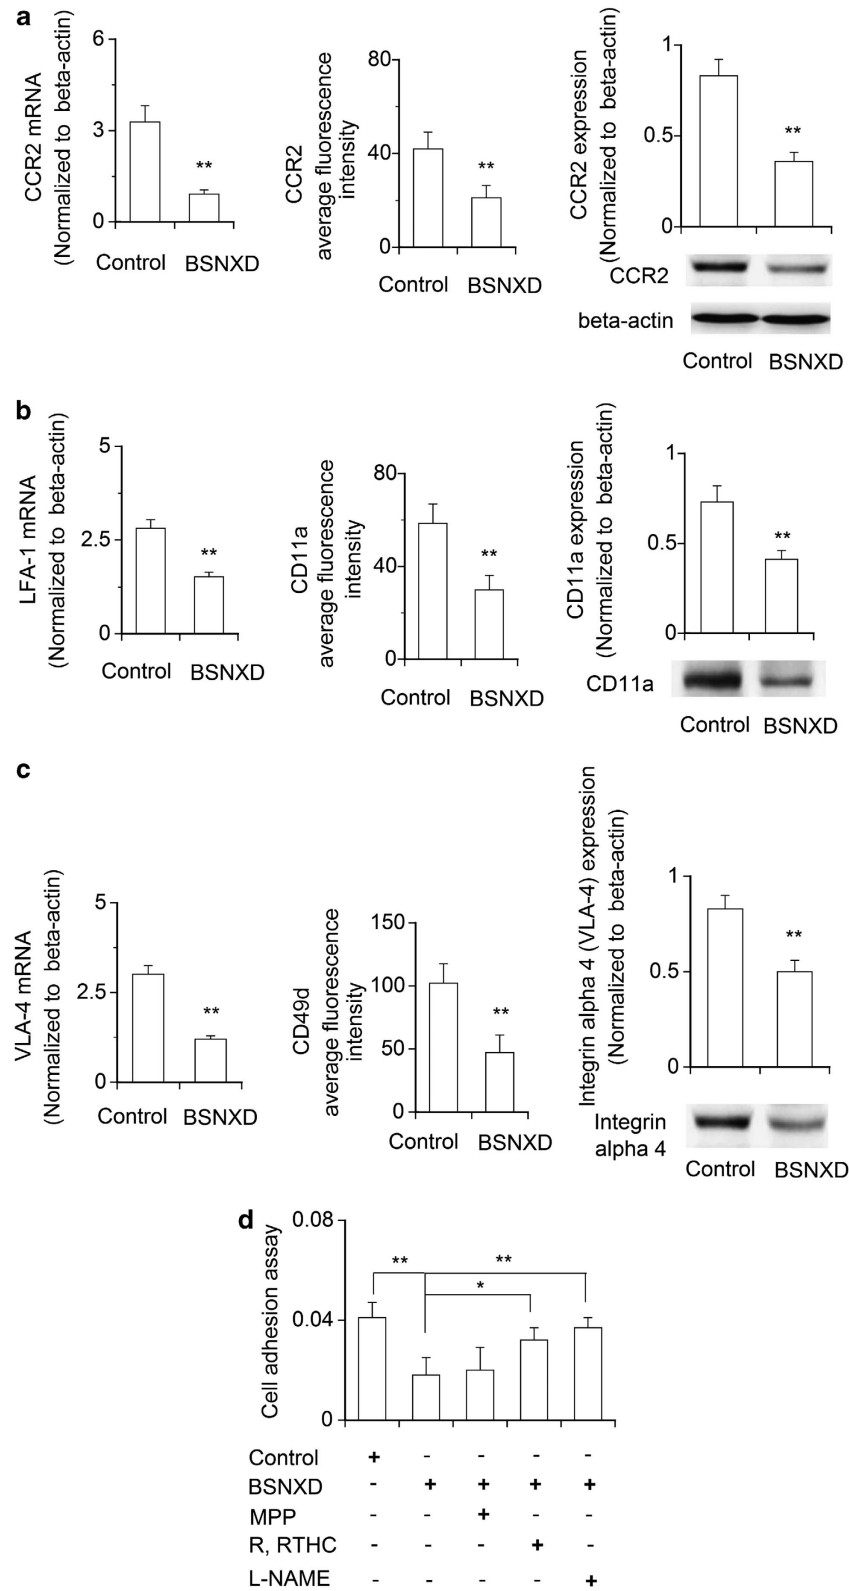 a
CCR2 mRNA
(Normalized to beta-actin)
6
3
0
**
Control BSNXD
CCR2
average fluorescence
intensity
80
40
0
**
Control BSNXD
CCR2 expression
(Normalized to beta-actin)
1
0.5
0
**
CCR2
beta-actin
Control BSNXD
b
LFA-1 mRNA
(Normalized to beta-actin)
5
2.5
0
**
Control BSNXD
CD11a
average fluorescence
intensity
80
40
0
**
Control BSNXD
CD11a expression
(Normalized to beta-actin)
1
0.5
0
**
CD11a
Control BSNXD
c
VLA-4 mRNA
(Normalized to beta-actin)
5
2.5
0
**
Control BSNXD
CD49d
average fluorescence
intensity
150
100
50
0
**
Control BSNXD
Integrin alpha 4 (VLA-4) expression
(Normalized to beta-actin)
1
0.5
0
**
Integrin
alpha 4
Control BSNXD
d
Cell adhesion assay
0.08
0.04
0
** **
*
Control + - - - -
BSNXD - + + + +
MPP - - + - -
R, RTHC - - - + -
L-NAME - - - - +